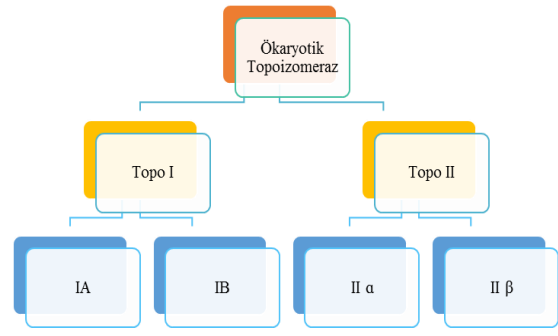 Ökaryotik
Topoizomeraz
Topo I
Topo II
IA
IB
II α
II β